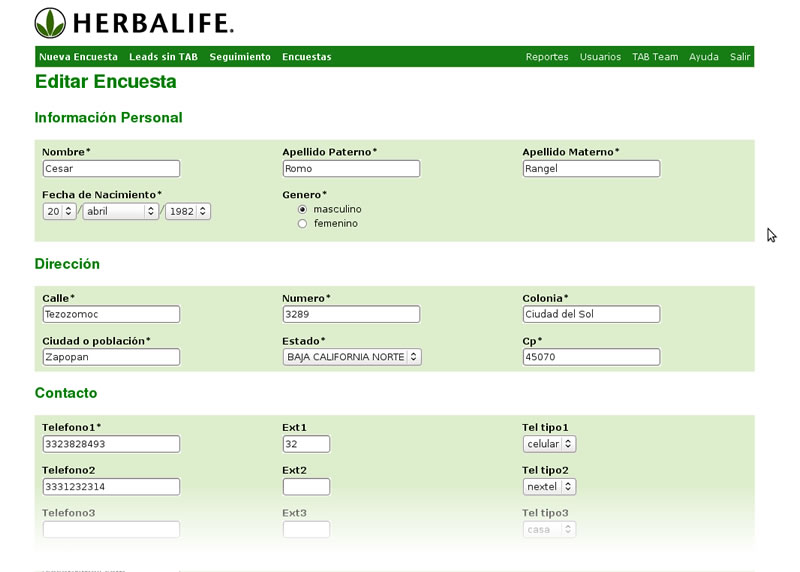 HERBALIFE.
Nueva Encuesta Leads sin TAB Seguimiento Encuestas Reportes Usuarios TAB Team Ayuda Salir
Editar Encuesta
Información Personal
Nombre* Apellido Paterno* Apellido Materno*
Cesar Romo Rangel
Fecha de Nacimiento* Genero*
20 / abril / 1982 masculino
femenino
Dirección
Calle* Numero* Colonia*
Tezozomoc 3289 Ciudad del Sol
Ciudad o población* Estado* Cp*
Zapopan BAJA CALIFORNIA NORTE 45070
Contacto
Telefono1* Ext1 Tel tipo1
3323828493 32 celular
Telefono2 Ext2 Tel tipo2
3331232314 nextel
Telefono3 Ext3 Tel tipo3
casa